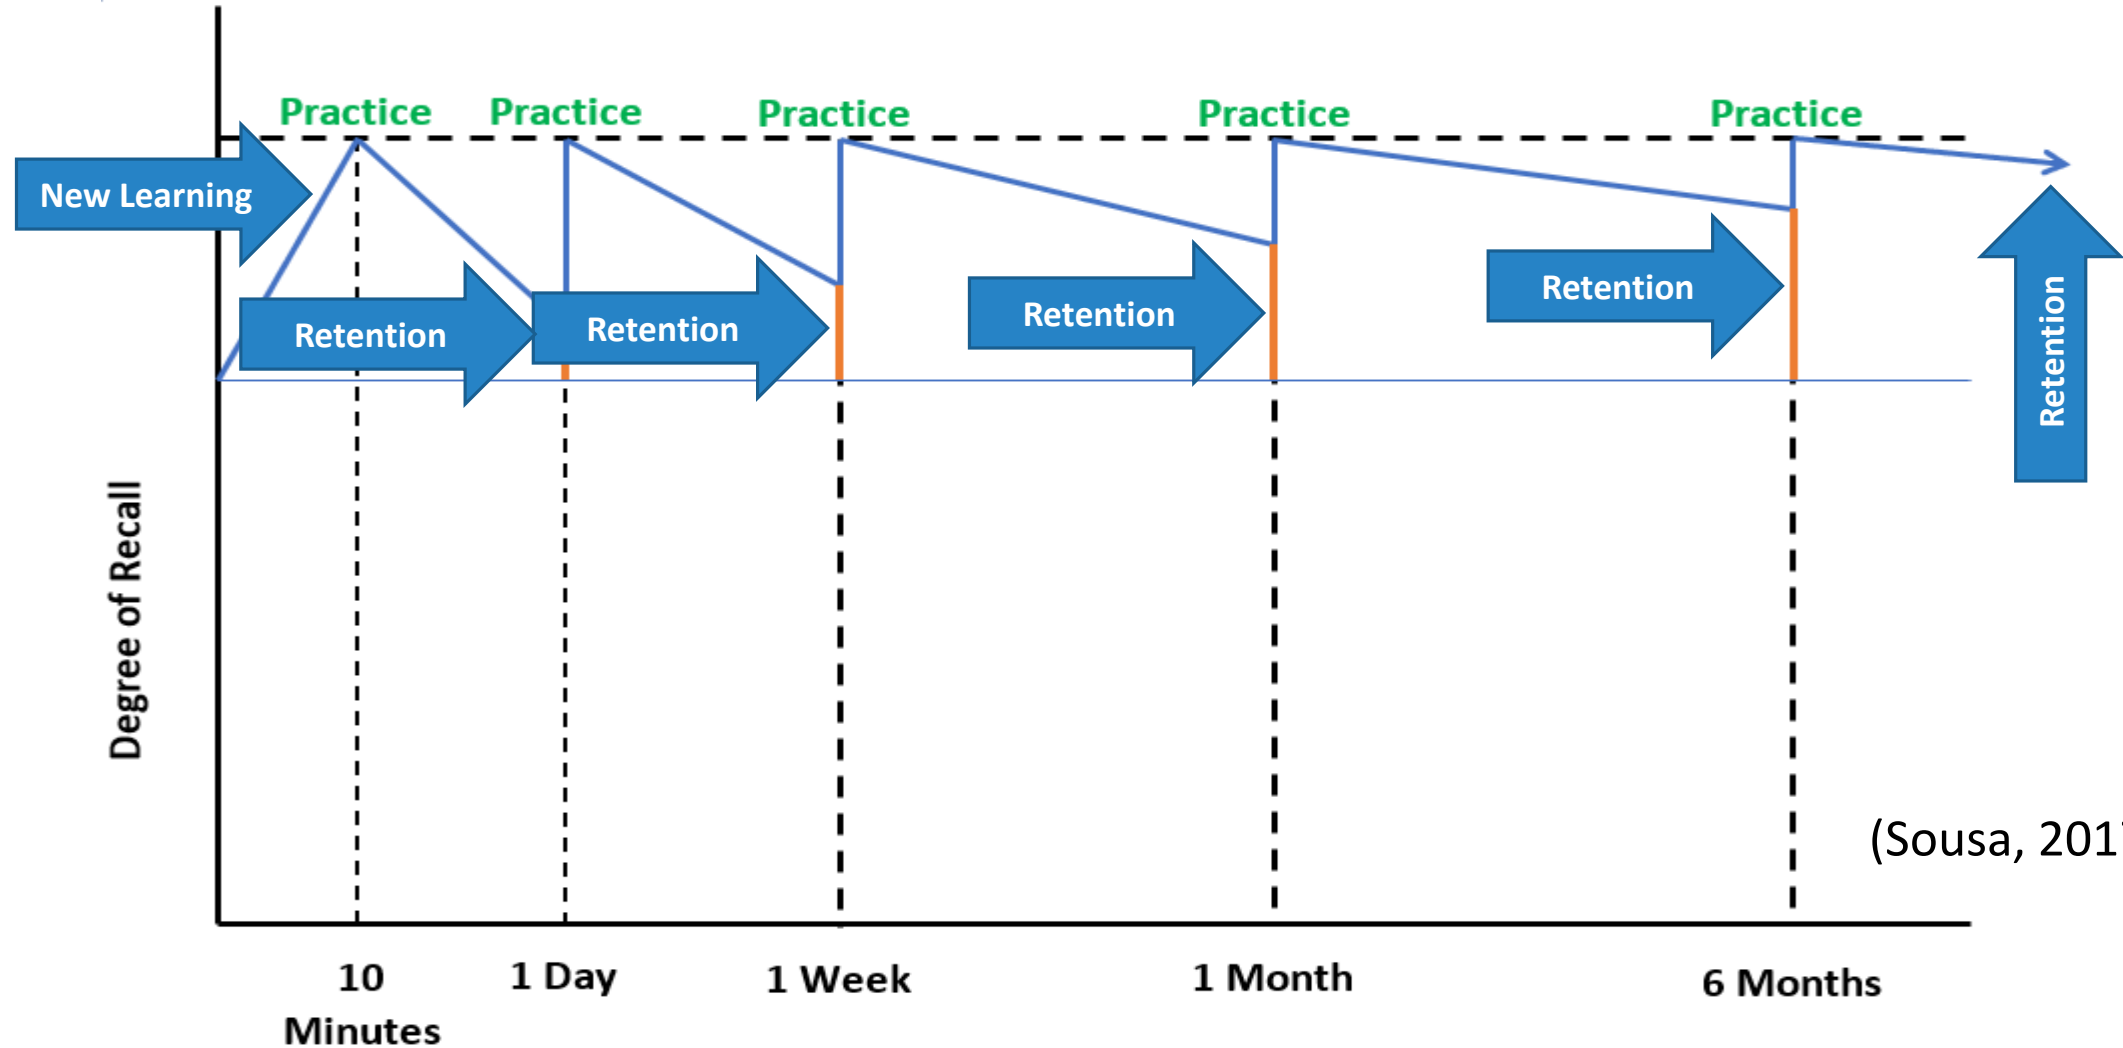 Practice Practice Practice Practice Practice
New Learning
Retention Retention Retention Retention Retention
Degree of Recall
(Sousa, 201
10 1 Day 1 Week 1 Month 6 Months
Minutes